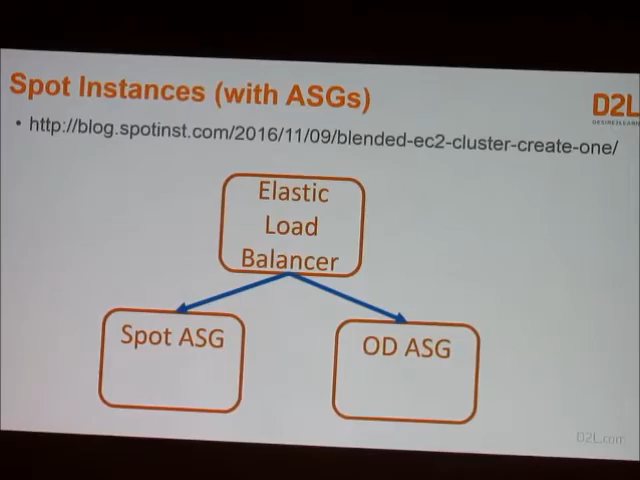 Spot Instances (with ASGs)
D2L
DESIRE2LEARN
• http://blog.spotinst.com/2016/11/09/blended-ec2-cluster-create-one/
Elastic
Load
Balancer
Spot ASG
OD ASG
D2L.com